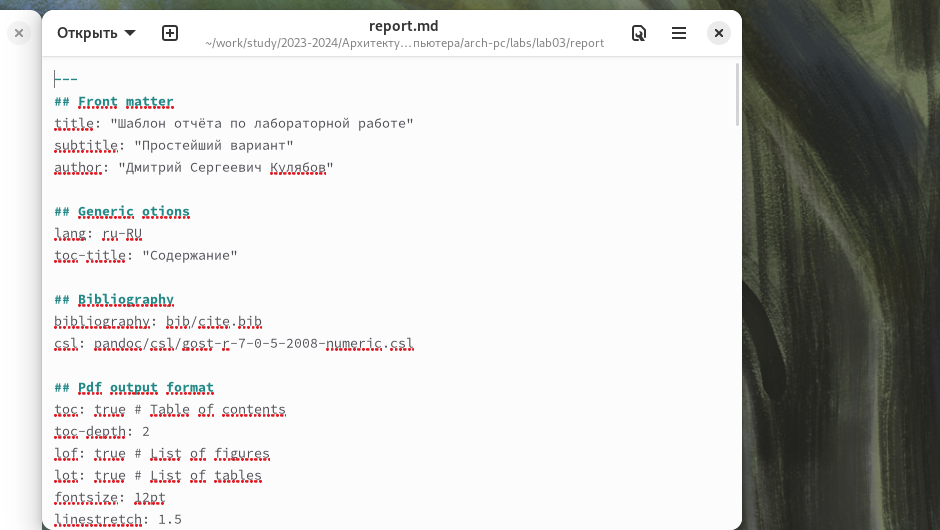 Открыть
report.md
~/work/study/2023-2024/Архитекту…пьютера/arch-pc/labs/lab03/report
---
## Front matter
title: "Шаблон отчёта по лабораторной работе"
subtitle: "Простейший вариант"
author: "Дмитрий Сергеевич Кулябов"
## Generic otions
lang: ru-RU
toc-title: "Содержание"
## Bibliography
bibliography: bib/cite.bib
csl: pandoc/csl/gost-r-7-0-5-2008-numeric.csl
## Pdf output format
toc: true # Table of contents
toc-depth: 2
lof: true # List of figures
lot: true # List of tables
fontsize: 12pt
linestretch: 1.5